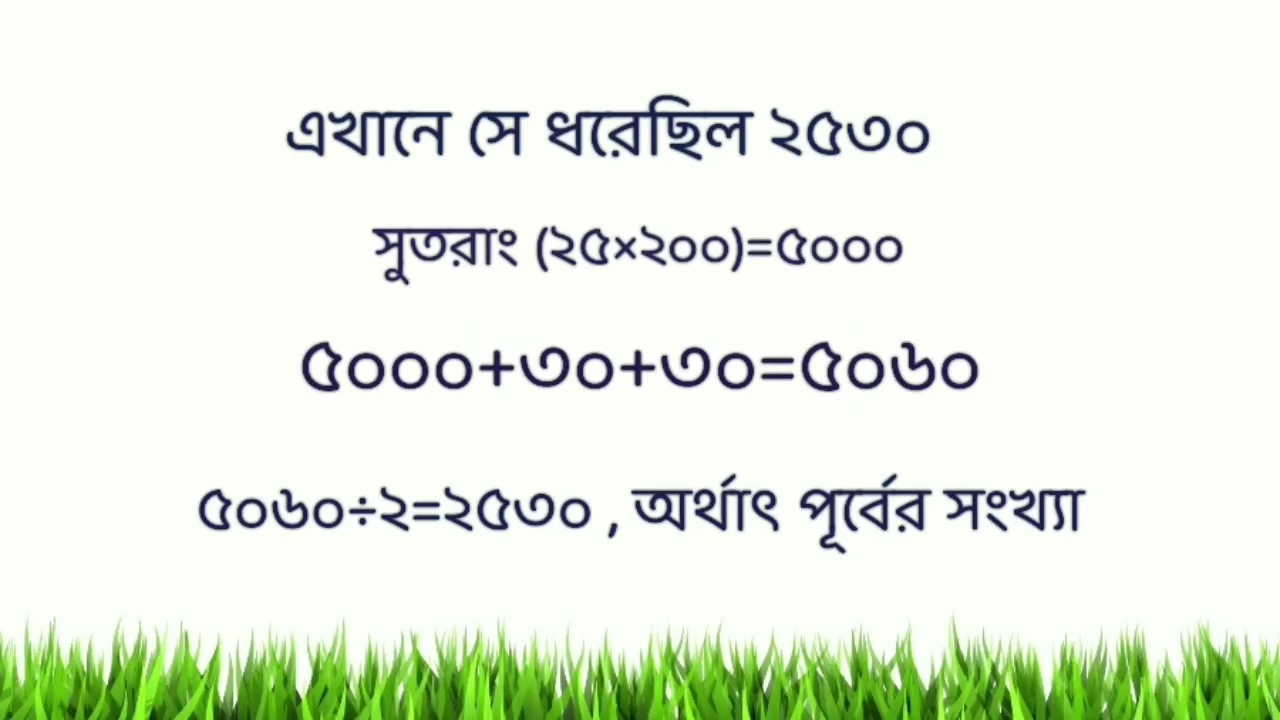 এখানে সে ধরেছিল ২৫৩০
সুতরাং (২৫×২০০)=৫০০০
৫০০০+৩০+৩০=৫০৬০
৫০৬০÷২=২৫৩০ , অর্থাৎ পূর্বের সংখ্যা